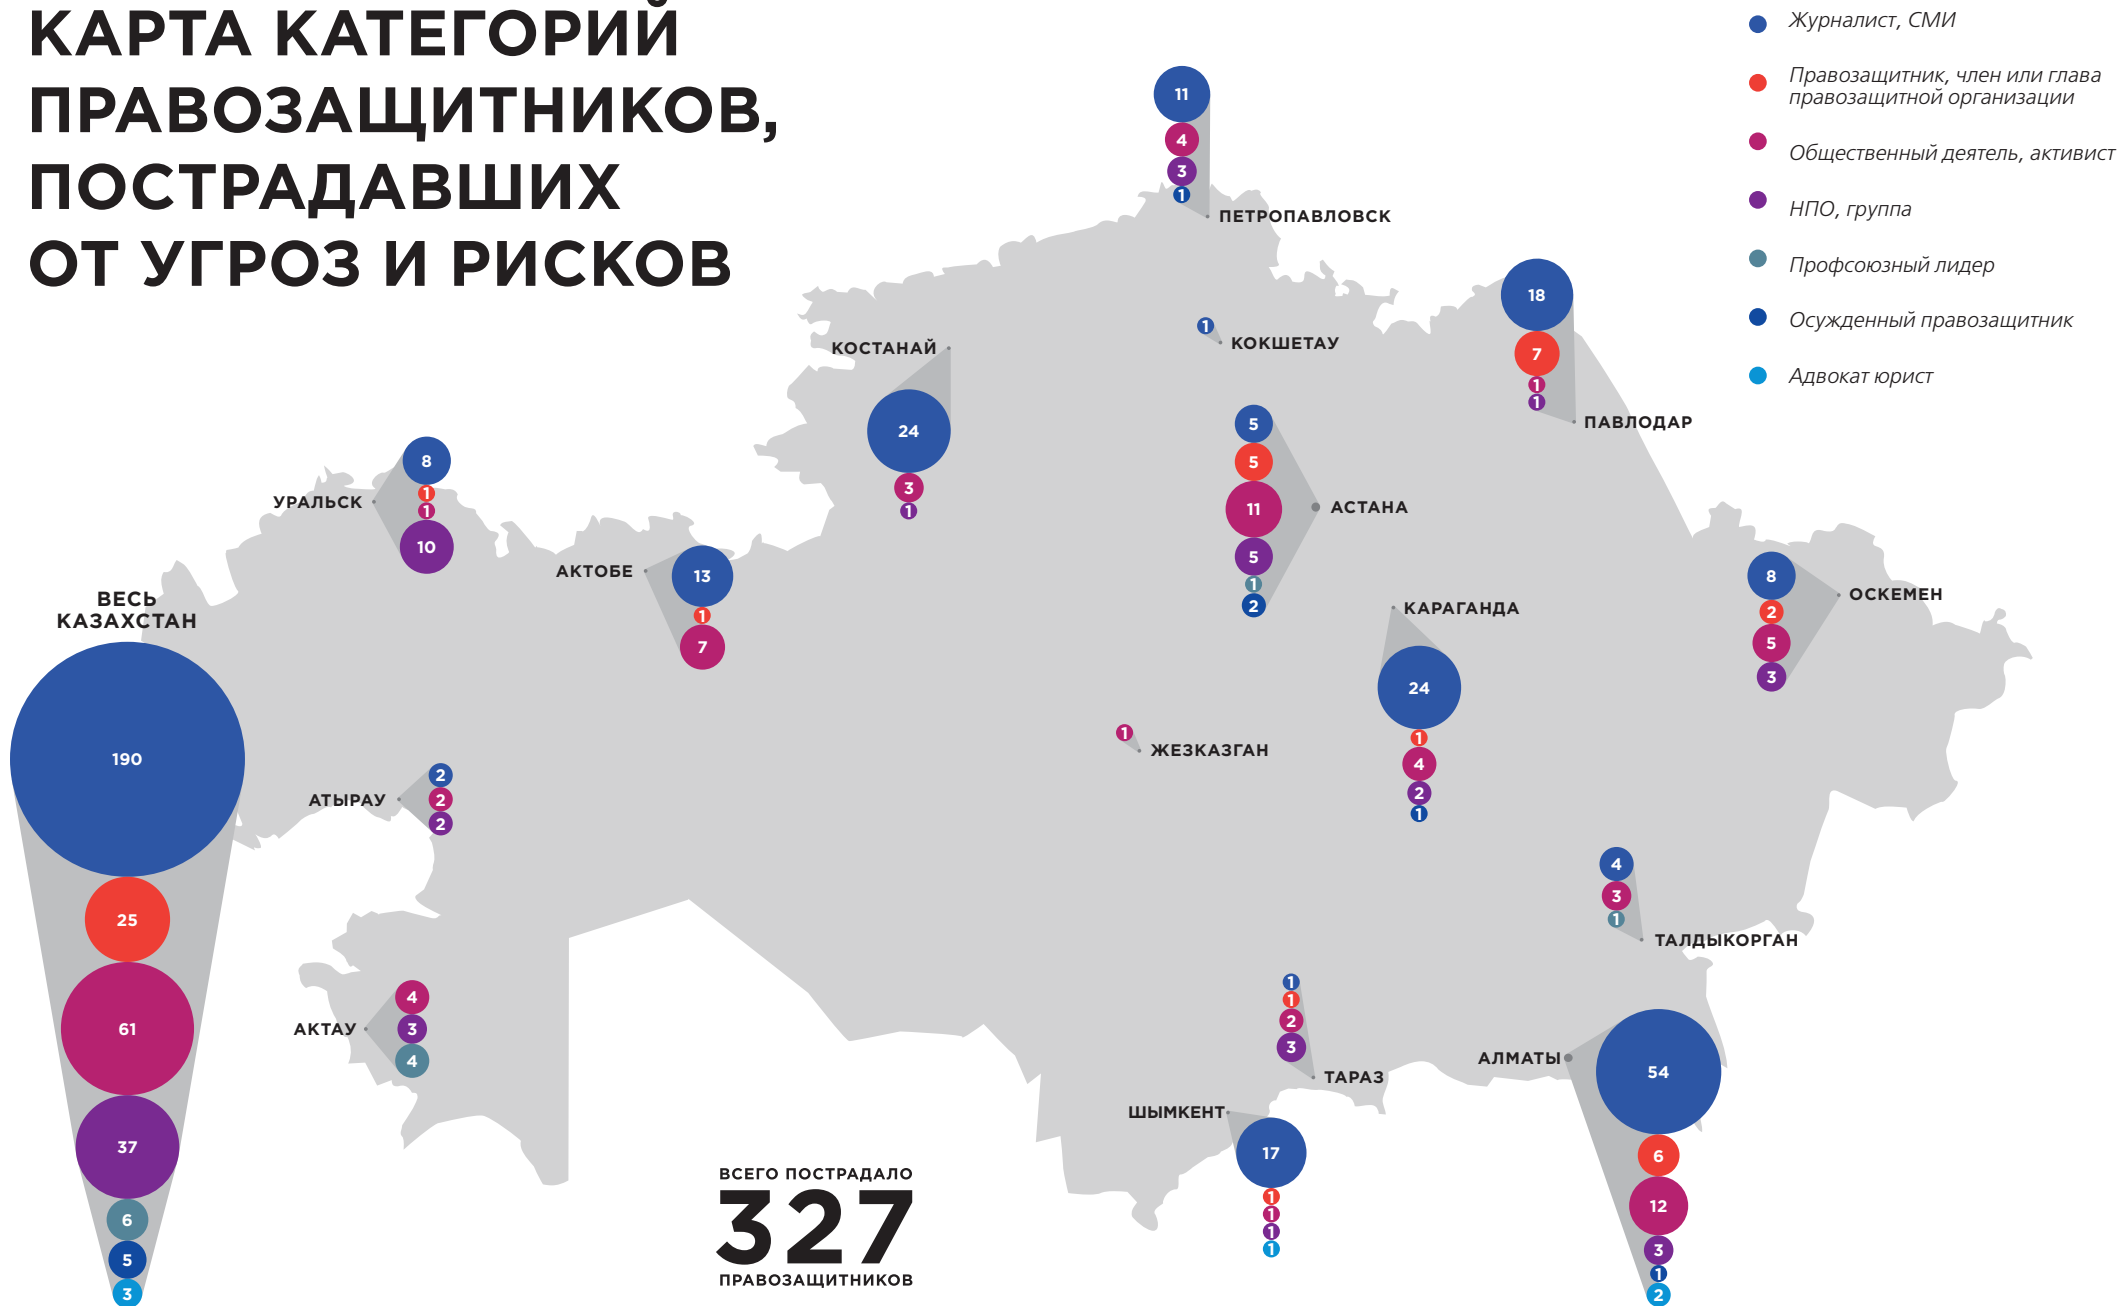 КАРТА КАТЕГОРИЙ
ПРАВОЗАЩИТНИКОВ,
ПОСТРАДАВШИХ
ОТ УГРОЗ И РИСКОВ
Журналист, СМИ
Правозащитник, член или глава
правозащитной организации
Общественный деятель, активист
НПО, группа
Профсоюзный лидер
Осужденный правозащитник
Адвокат юрист
11
4
3
1
ПЕТРОПАВЛОВСК
1
КОКШЕТАУ
18
7
1
1
ПАВЛОДАР
КОСТАНАЙ
24
3
1
5
5
11
5
1
2
АСТАНА
УРАЛЬСК
8
1
1
10
АКТОБЕ
13
1
7
КАРАГАНДА
24
1
4
2
1
8
2
5
3
ОСКЕМЕН
ВЕСЬ
КАЗАХСТАН
190
25
61
37
6
5
3
1
ЖЕЗКАЗГАН
АТЫРАУ
2
2
2
4
3
1
ТАЛДЫКОРГАН
АКТАУ
4
3
4
1
1
2
3
ТАРАЗ
АЛМАТЫ
54
6
12
3
1
2
ШЫМКЕНТ
17
1
1
1
1
ВСЕГО ПОСТРАДАЛО
327
ПРАВОЗАЩИТНИКОВ